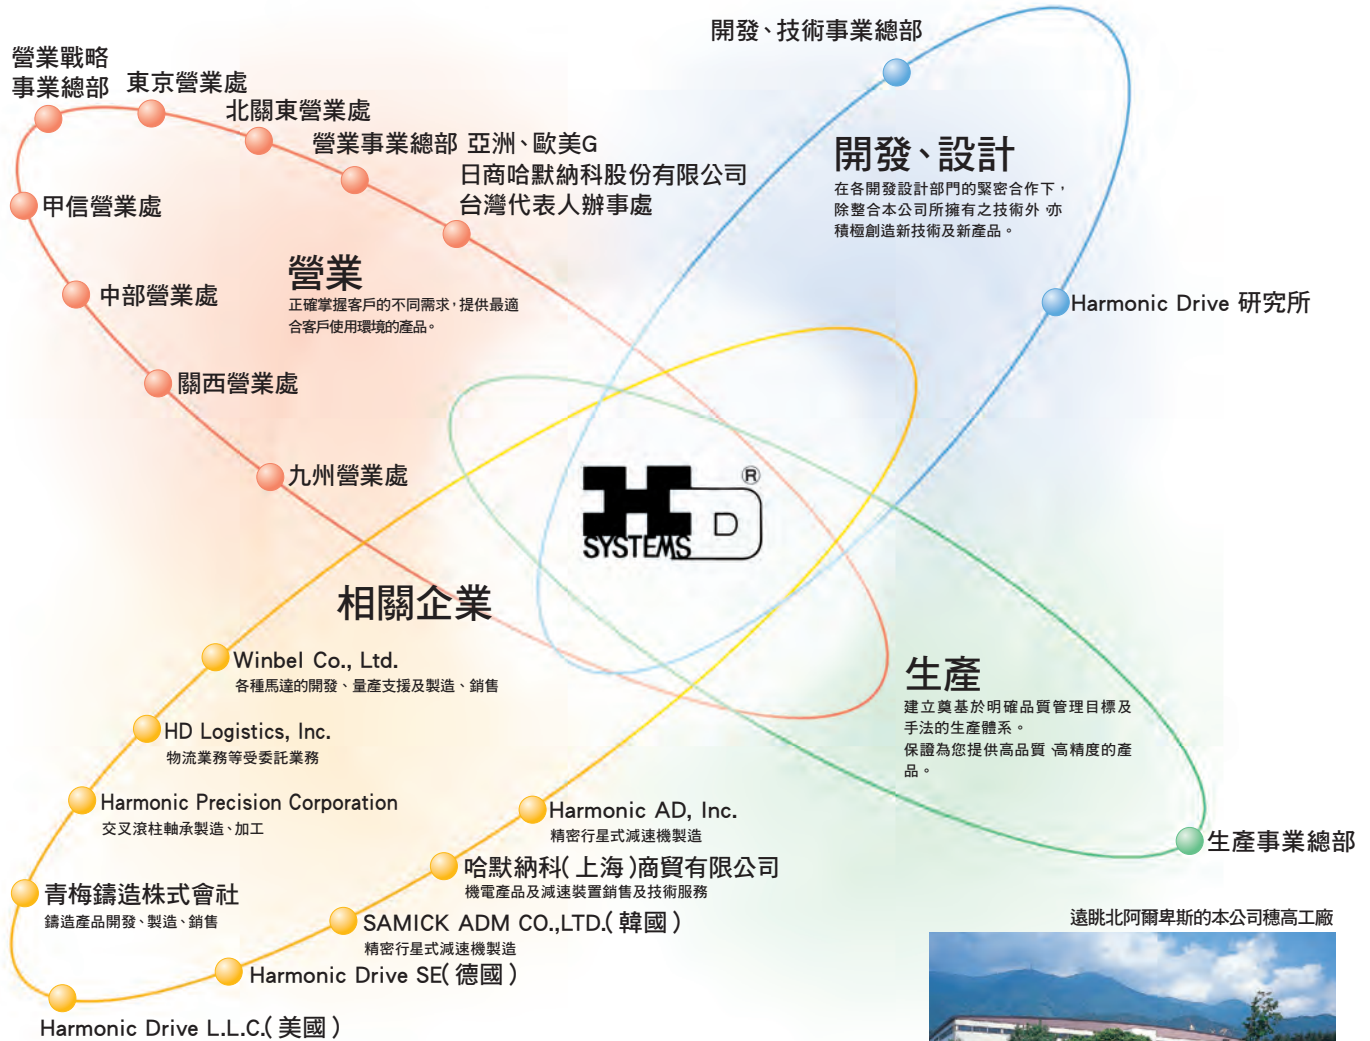 開發、技術事業總部
營業戰略
事業總部
東京營業處
北關東營業處
營業事業總部 亞洲、歐美G
日商哈默納科股份有限公司
台灣代表人辦事處
甲信營業處
中部營業處
關西營業處
九州營業處
營業
正確掌握客戶的不同需求，提供最適
合客戶使用環境的產品。
開發、設計
在各開發設計部門的緊密合作下，
除整合本公司所擁有之技術外，亦
積極創造新技術及新產品。
Harmonic Drive 研究所
H D ®
SYSTEMS
相關企業
Winbel Co., Ltd.
各種馬達的開發、量產支援及製造、銷售
HD Logistics, Inc.
物流業務等受委託業務
Harmonic Precision Corporation
交叉滾柱軸承製造、加工
青梅鑄造株式會社
鑄造產品開發、製造、銷售
Harmonic Drive L.L.C.(美國)
Harmonic Drive SE(德國)
SAMICK ADM CO.,LTD.(韓國)
精密行星式減速機製造
哈默納科(上海)商貿有限公司
機電產品及減速裝置銷售及技術服務
Harmonic AD, Inc.
精密行星式減速機製造
生產
建立奠基於明確品質管理目標及
手法的生產體系。
保證為您提供高品質、高精度的產
品。
生產事業總部
遠眺北阿爾卑斯的本公司穗高工廠